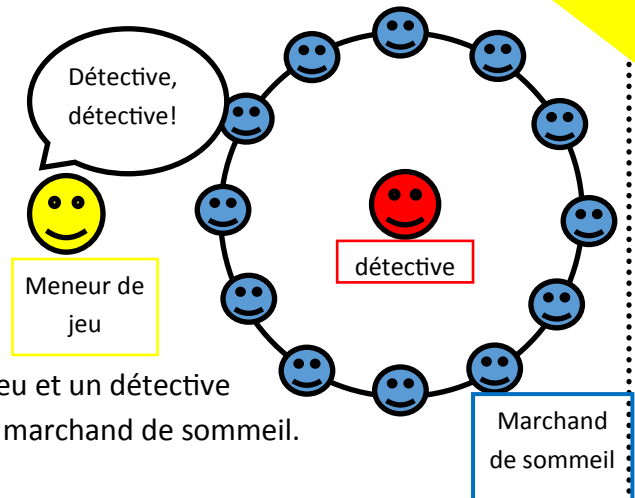 Détective,
détective!
détective
Meneur de
jeu
eu et un détective
marchand de sommeil.
Marchand
de sommeil